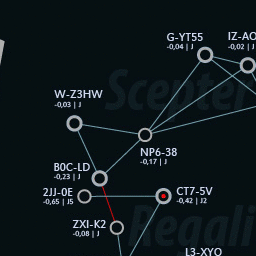 G-YT55
-0,04 | J
IZ-AO
-0,02 | J
Scepter
W-Z3HW
-0,03 | J
NP6-38
-0,17 | J
B0C-LD
-0,23 | J
2JJ-0E
-0,65 | J5
CT7-5V
-0,42 | J2
ZXI-K2
-0,08 | J
Regali
L3-XYO